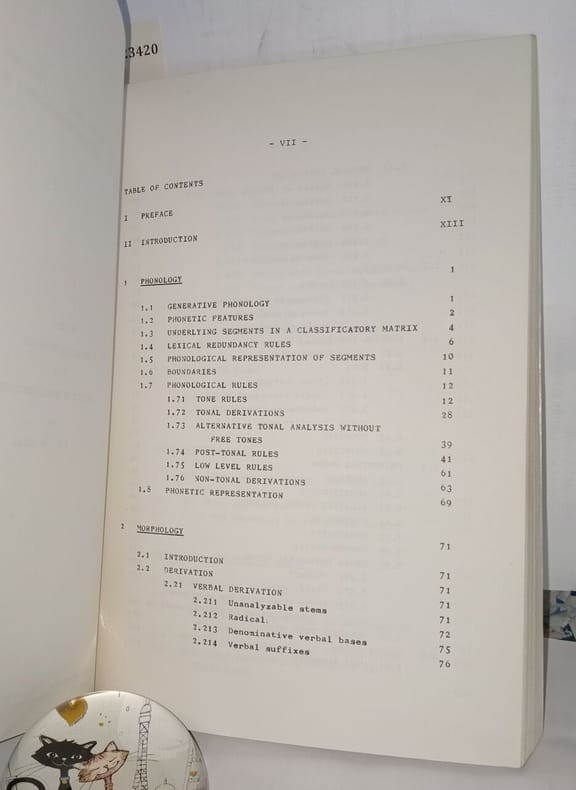 23420
- VII -
TABLE OF CONTENTS
I PREFACE XI
II INTRODUCTION XIII
1 PHONOLOGY 1
1.1 GENERATIVE PHONOLOGY 1
1.2 PHONETIC FEATURES 2
1.3 UNDERLYING SEGMENTS IN A CLASSIFICATORY MATRIX 4
1.4 LEXICAL REDUNDANCY RULES 6
1.5 PHONOLOGICAL REPRESENTATION OF SEGMENTS 10
1.6 BOUNDARIES 11
1.7 PHONOLOGICAL RULES 12
1.71 TONE RULES 12
1.72 TONAL DERIVATIONS 28
1.73 ALTERNATIVE TONAL ANALYSIS WITHOUT
FREE TONES 39
1.74 POST-TONAL RULES 41
1.75 LOW LEVEL RULES 61
1.76 NON-TONAL DERIVATIONS 63
1.8 PHONETIC REPRESENTATION 69
2 MORPHOLOGY 71
2.1 INTRODUCTION 71
2.2 DERIVATION 71
2.21 VERBAL DERIVATION 71
2.211 Unanalyzable stems 71
2.212 Radical. 72
2.213 Denominative verbal bases 75
2.214 Verbal suffixes 76